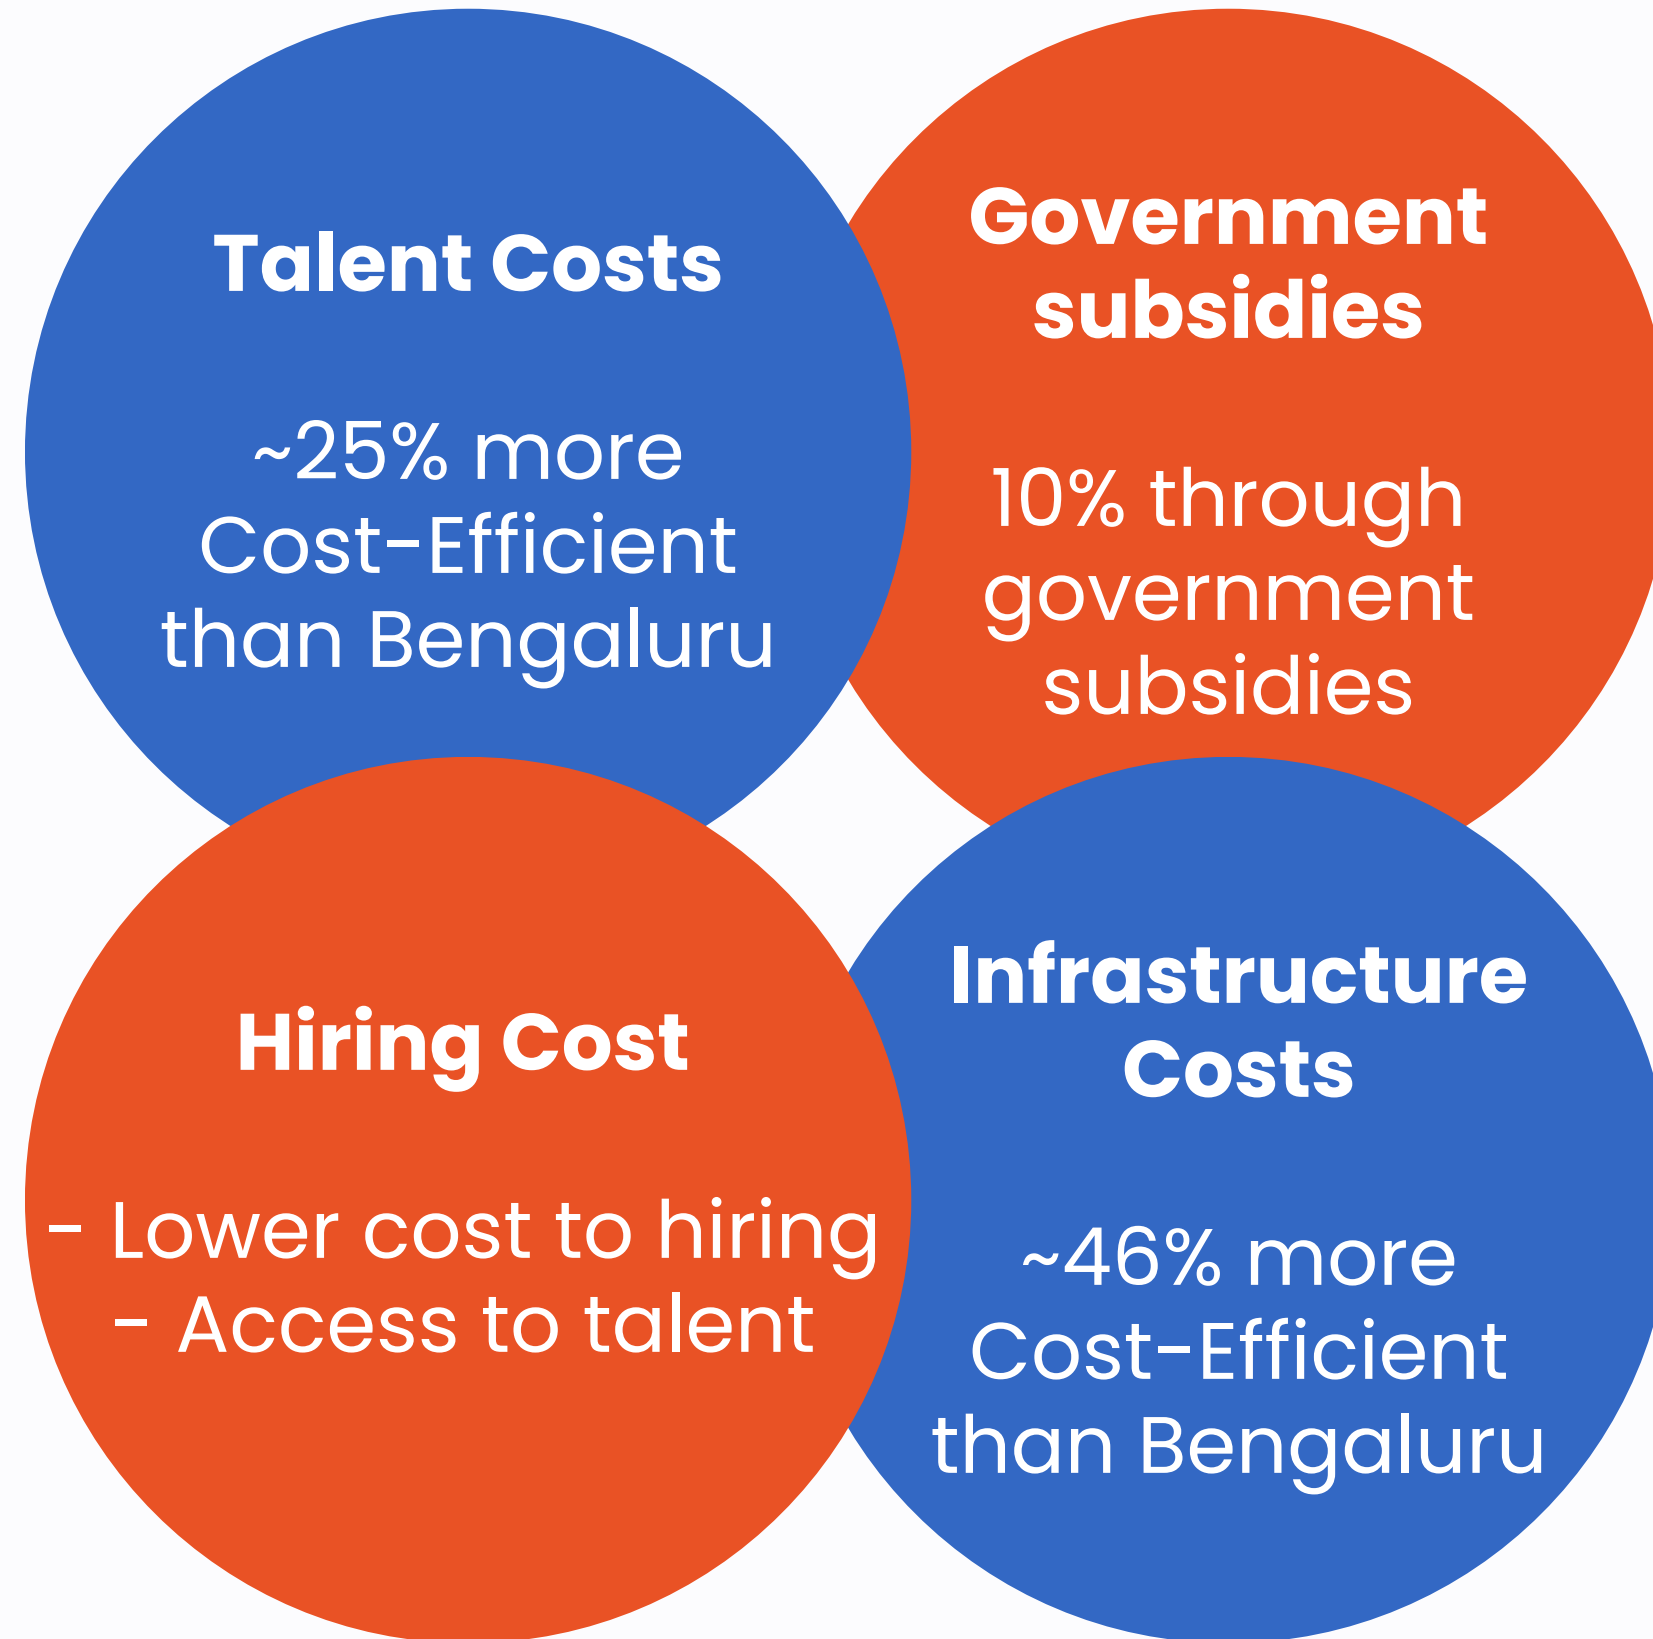 Talent Costs
~25% more
Cost-Efficient
than Bengaluru
Government
subsidies
10% through
government
subsidies
Hiring Cost
- Lower cost to hiring
- Access to talent
Infrastructure
Costs
~46% more
Cost-Efficient
than Bengaluru